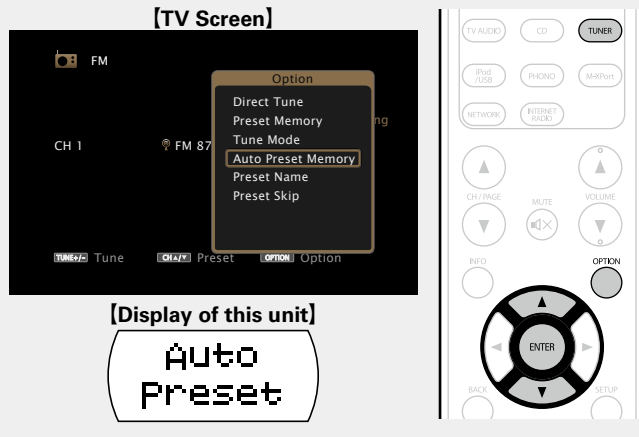 【TV Screen】
FM
Option
Direct Tune
Preset Memory
ng
Tune Mode
CH 1 FM 87
Auto Preset Memory
Preset Name
Preset Skip
TUNE+/- Tune CH▲/▼ Preset OPTION Option
【Display of this unit】
Auto
Preset
TV AUDIO CD TUNER
iPod
/USB PHONO M-XPort
NETWORK INTERNET
RADIO
CH / PAGE MUTE VOLUME
INFO OPTION
ENTER
BACK SETUP